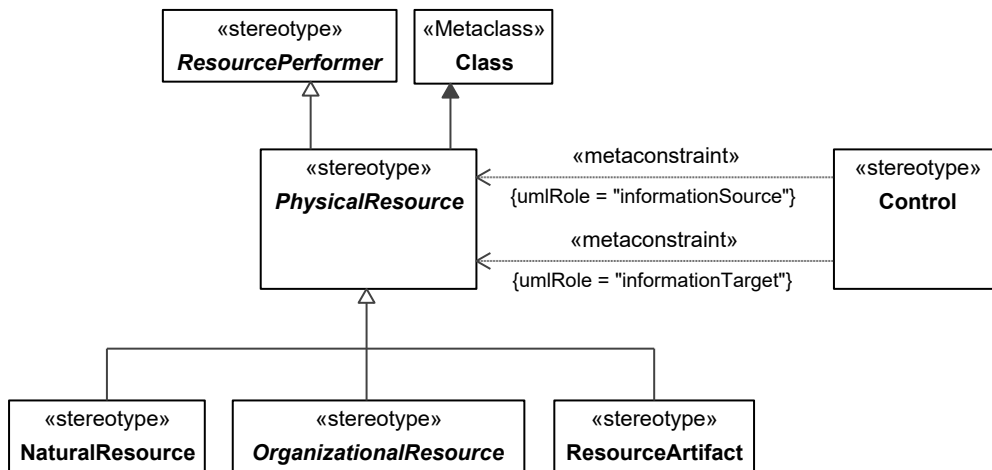 «stereotype»
ResourcePerformer
«Metaclass»
Class
«stereotype»
PhysicalResource
«metaconstraint»
{umlRole = "informationSource"}
«metaconstraint»
{umlRole = "informationTarget"}
«stereotype»
Control
«stereotype»
NaturalResource
«stereotype»
OrganizationalResource
«stereotype»
ResourceArtifact